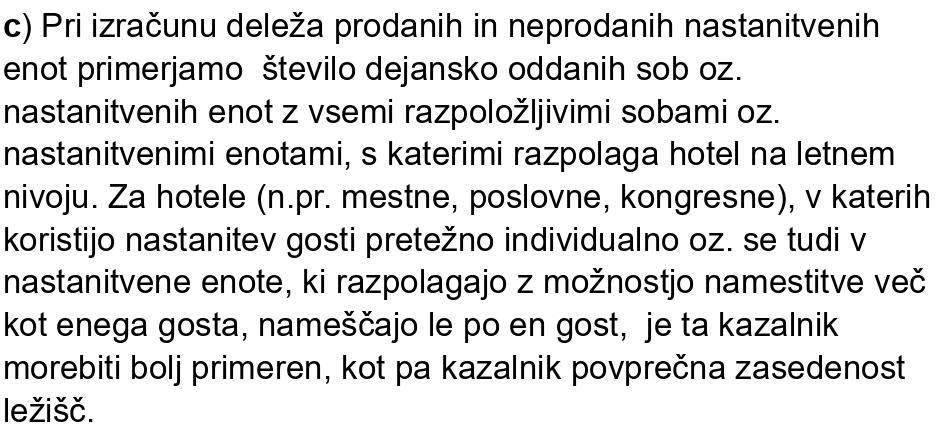 c) Pri izračunu deleža prodanih in neprodanih nastanitvenih
enot primerjamo  število dejansko oddanih sob oz.
nastanitvenih enot z vsemi razpoložljivimi sobami oz.
nastanitvenimi enotami, s katerimi razpolaga hotel na letnem
nivoju. Za hotele (n.pr. mestne, poslovne, kongresne), v katerih
koristijo nastanitev gosti pretežno individualno oz. se tudi v
nastanitvene enote, ki razpolagajo z možnostjo namestitve več
kot enega gosta, nameščajo le po en gost,  je ta kazalnik
morebiti bolj primeren, kot pa kazalnik povprečna zasedenost
ležišč.